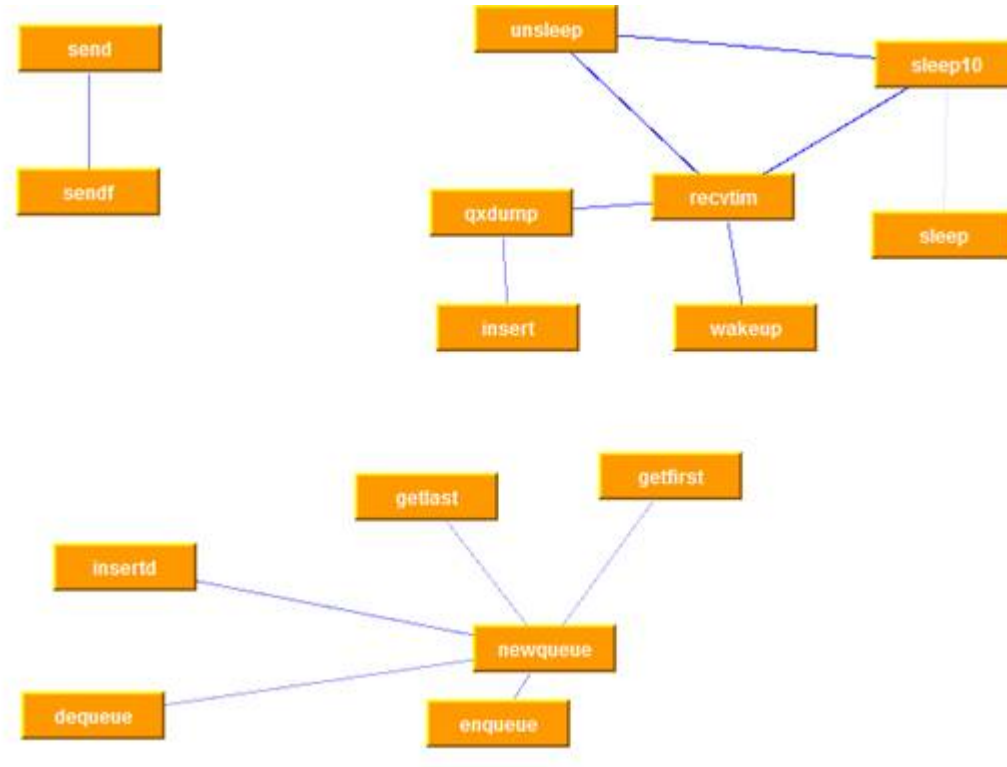 unsleep
send
sleep10
sendf
recvtim
qxdump
sleep
insert
wakeup
getfirst
getlast
insertd
newqueue
dequeue
enqueue